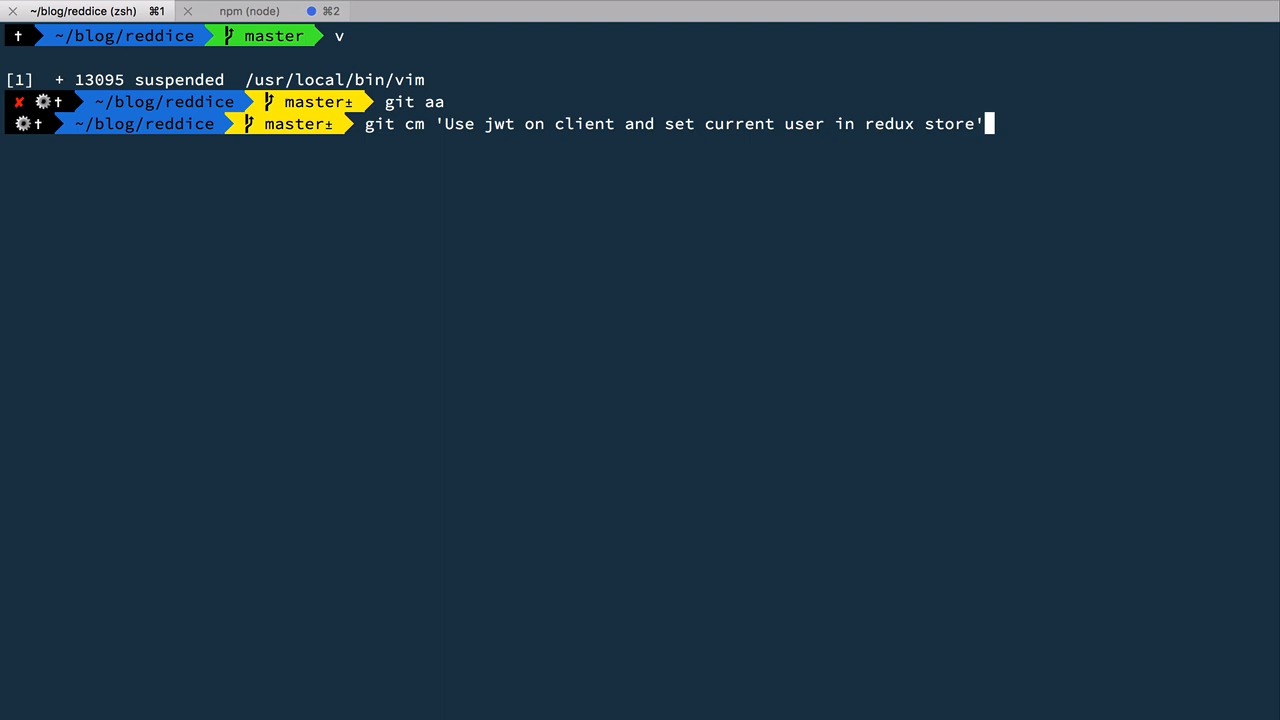 ~/blog/reddice (zsh) ⌘1 npm (node) ⌘2
~/blog/reddice master v
[1] + 13095 suspended /usr/local/bin/vim
✘ ⚙† ~/blog/reddice master± git aa
⚙† ~/blog/reddice master± git cm 'Use jwt on client and set current user in redux store'